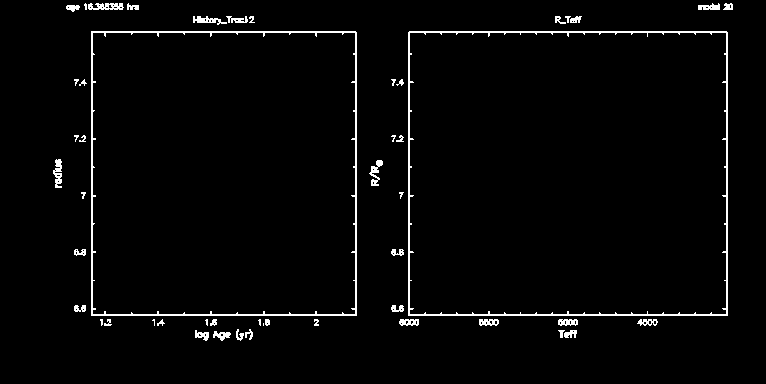 age 16.365355 hrs
model 20
History_Track2
R_Teff
radius
7.4
7.2
7
6.8
6.6
1.2 1.4 1.6 1.8 2
log Age (yr)
R/R⊙
7.4
7.2
7
6.8
6.6
6000 5500 5000 4500
Teff